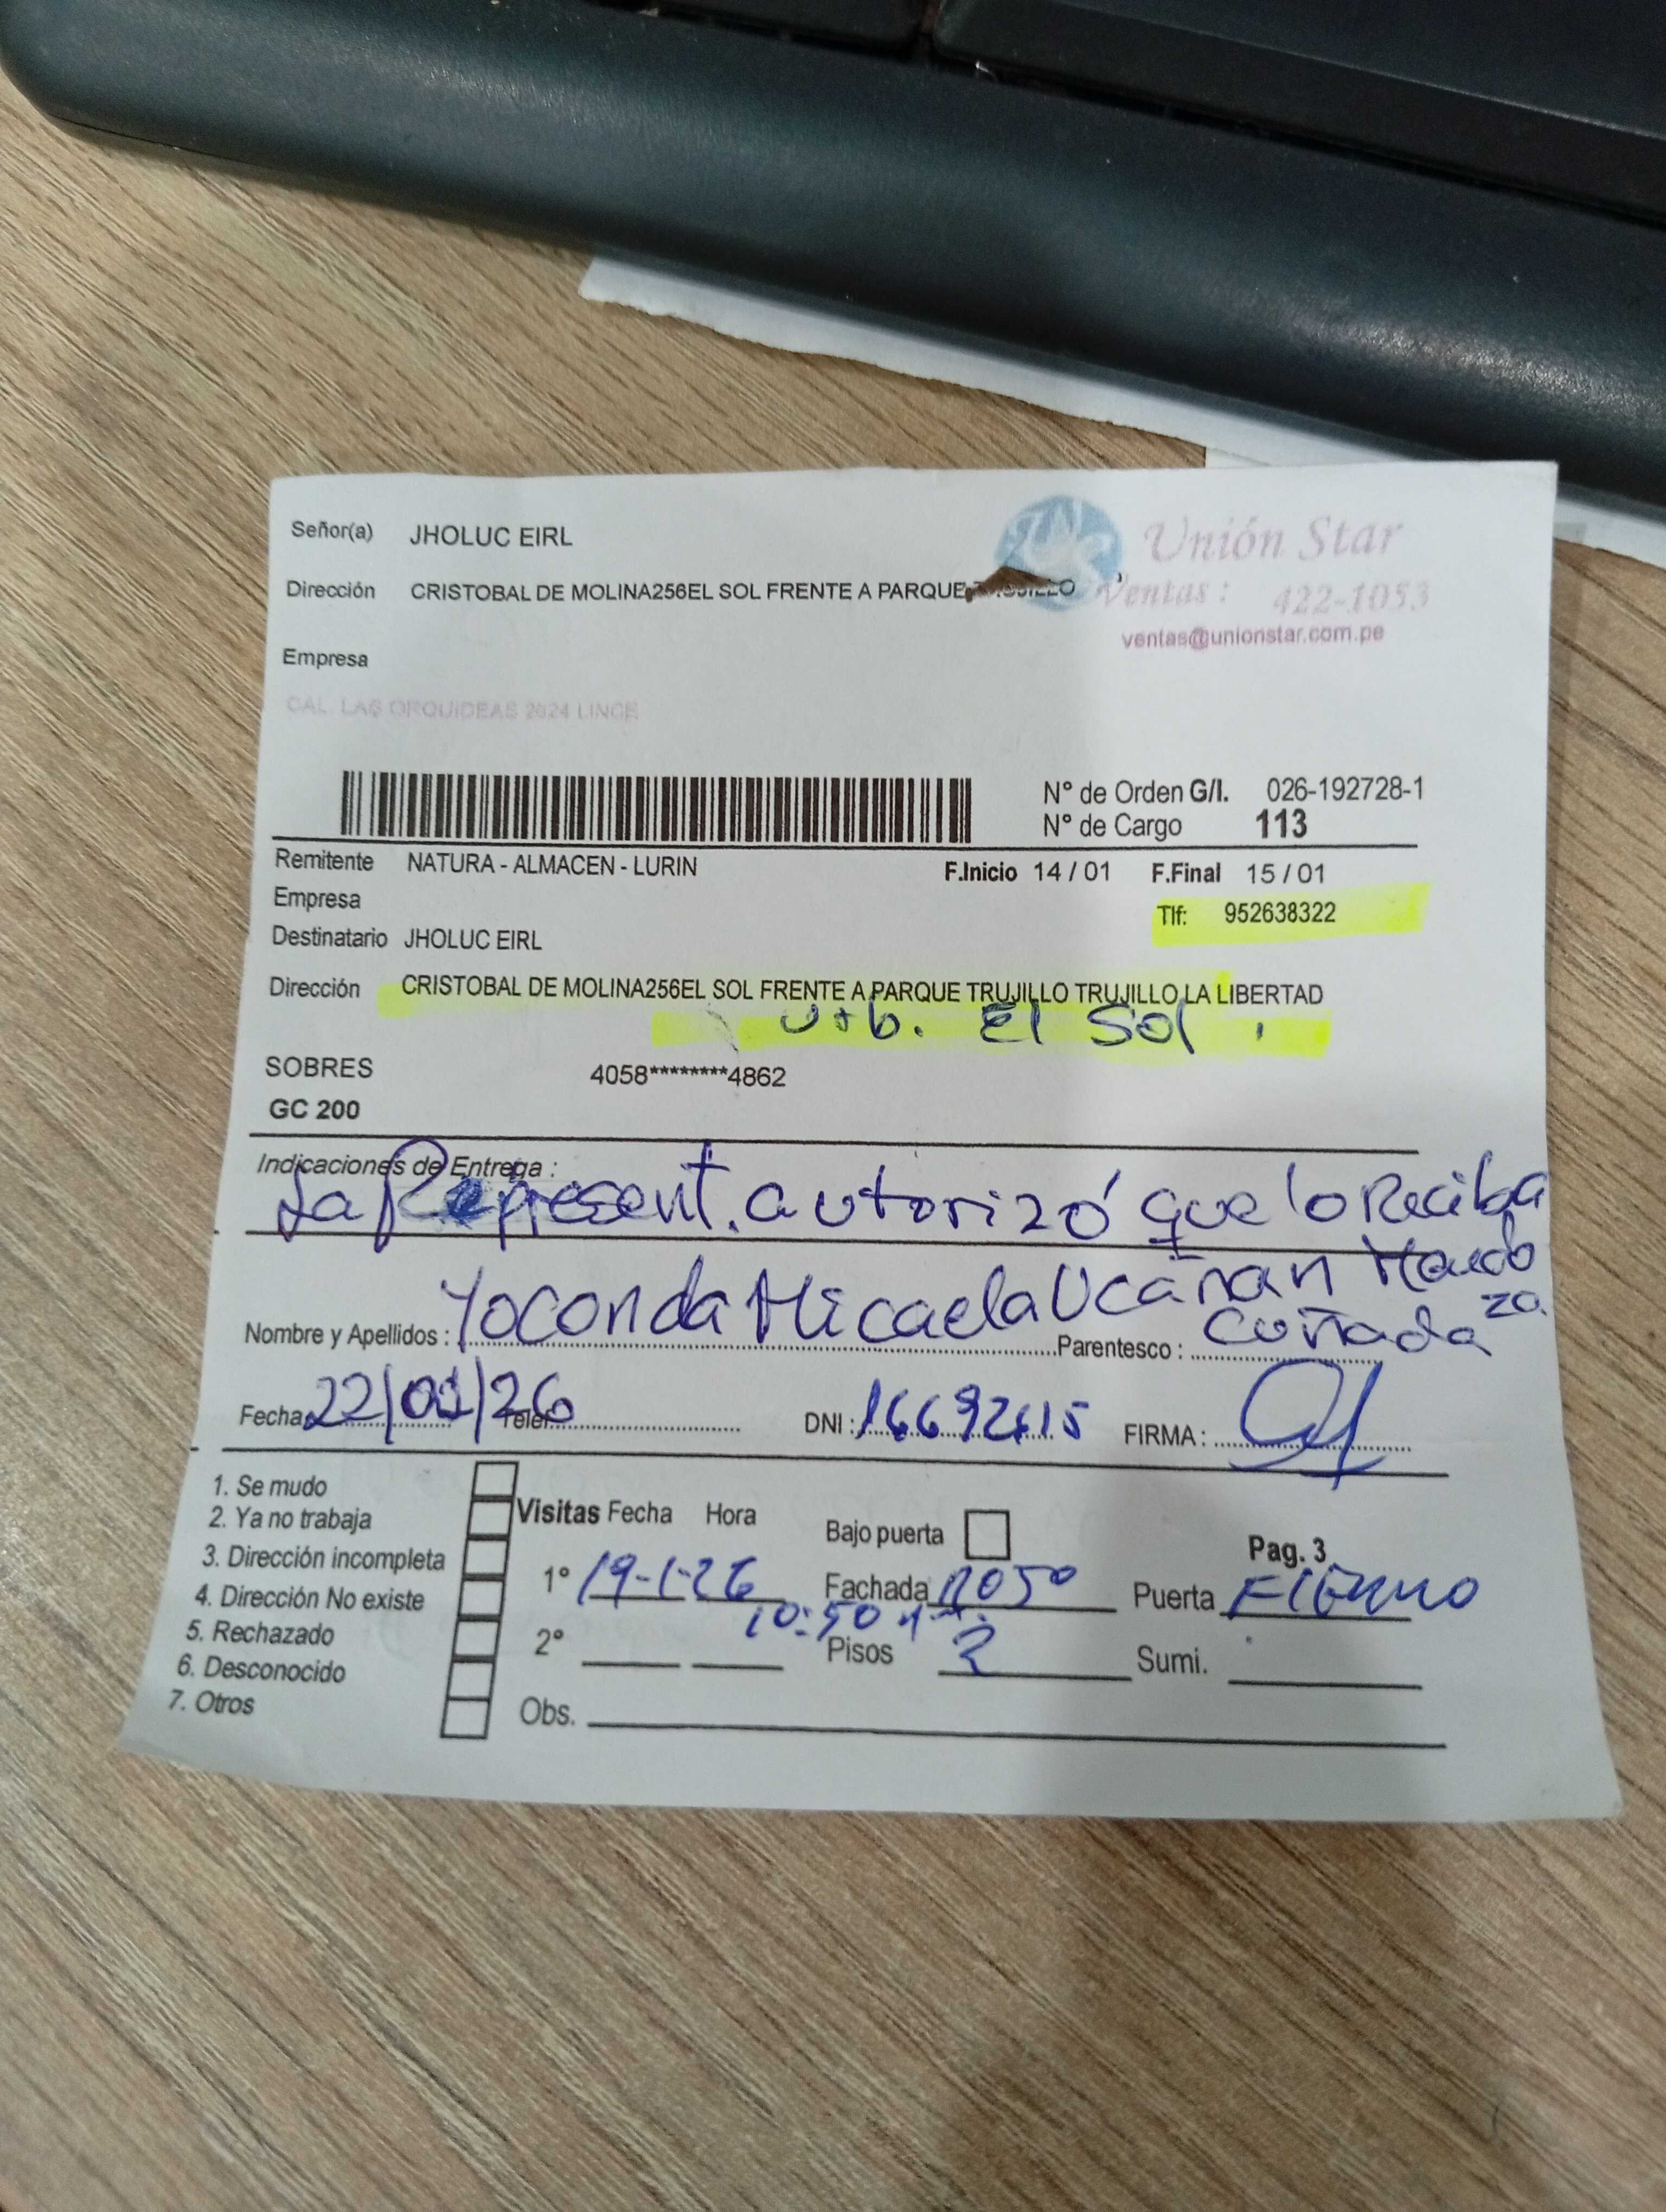 Señor(a) JHOLUC EIRL
Unión Star
Dirección CRISTOBAL DE MOLINA256EL SOL FRENTE A PARQUE
Ventas : 422-1053
ventas@unionstar.com.pe
Empresa
CAL. LAS ORQUIDEAS 2624 LINCE
N° de Orden G/I. 026-192728-1
N° de Cargo 113
Remitente NATURA - ALMACEN - LURIN F.Inicio 14 / 01 F.Final 15 / 01
Empresa
Tlf: 952638322
Destinatario JHOLUC EIRL
Dirección CRISTOBAL DE MOLINA256EL SOL FRENTE A PARQUE TRUJILLO TRUJILLO LA LIBERTAD
Urb. El Sol
SOBRES 4058********4862
GC 200
Indicaciones de Entrega :
La Represent. autorizó que lo Reciba
Nombre y Apellidos : Yoconda Micaela Ucañan Mendo
za.
Parentesco : Cuñada
Fecha 22/01/26 Telef. DNI : 16692615 FIRMA :
1. Se mudo
2. Ya no trabaja
3. Dirección incompleta
4. Dirección No existe
5. Rechazado
6. Desconocido
7. Otros
Visitas Fecha Hora
1° 19-1-26
10:50
2°
Obs.
Bajo puerta
Fachada
Pisos 2
Pag. 3
Puerta Fierro
Sumi.